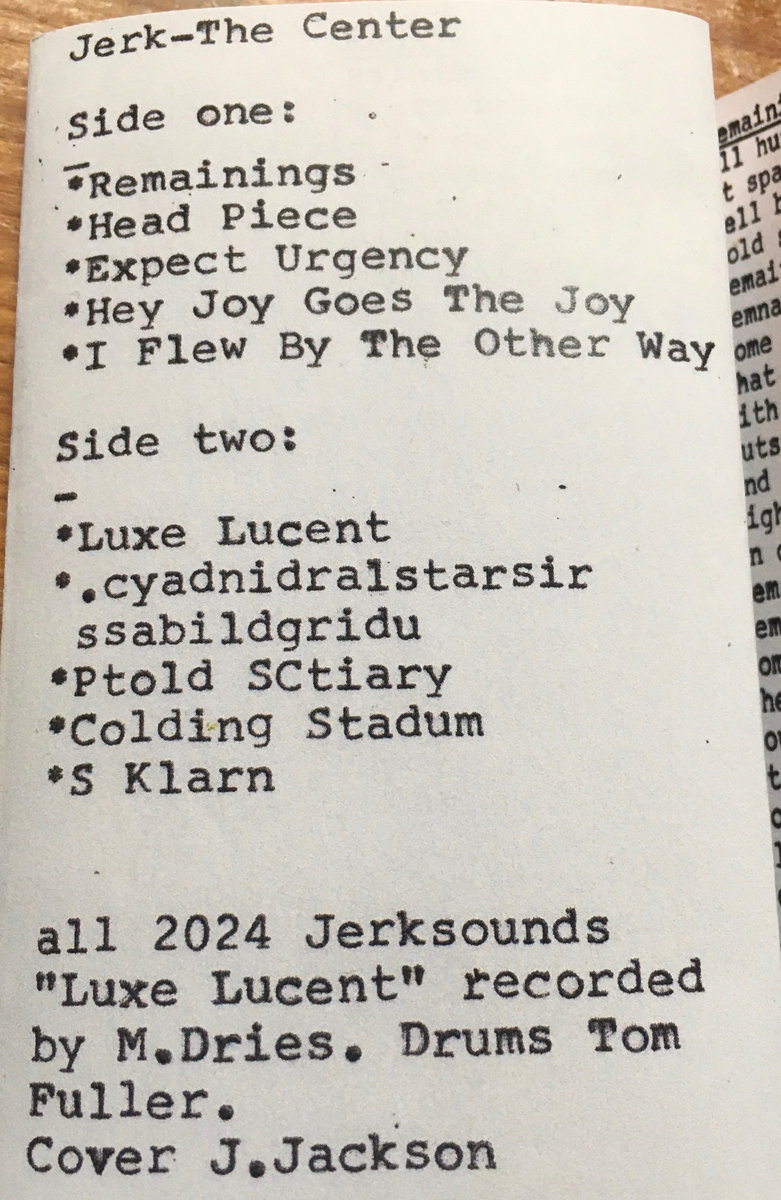 Jerk-The Center
Side one:
*Remainings
*Head Piece
*Expect Urgency
*Hey Joy Goes The Joy
*I Flew By The Other Way
Side two:
*Luxe Lucent
*.cyadnidralstarsir
ssabildgridu
*Ptold SCtiary
*Colding Stadum
*S Klarn
all 2024 Jerksounds
"Luxe Lucent" recorded
by M.Dries. Drums Tom
Fuller.
Cover J.Jackson